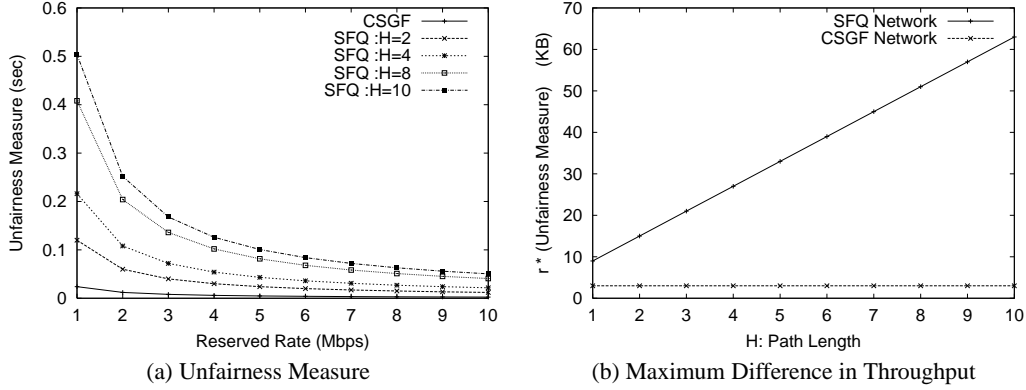 Unfairness Measure (sec)
0.6
0.5
0.4
0.3
0.2
0.1
0
1 2 3 4 5 6 7 8 9 10
Reserved Rate (Mbps)
CSGF
SFQ :H=2
SFQ :H=4
SFQ :H=8
SFQ :H=10
(a) Unfairness Measure
r * (Unfairness Measure) (KB)
70
60
50
40
30
20
10
0
1 2 3 4 5 6 7 8 9 10
H: Path Length
SFQ Network
CSGF Network
(b) Maximum Difference in Throughput